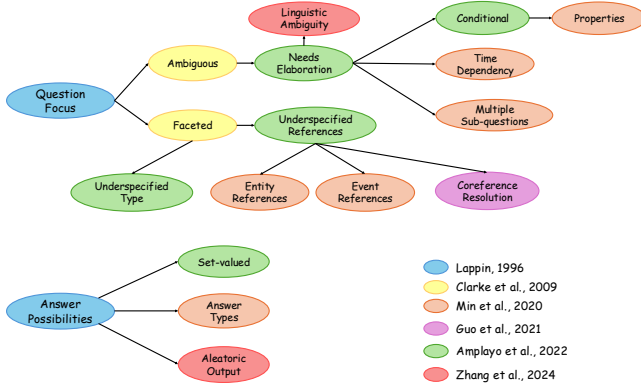 Linguistic
Ambiguity
Conditional
Properties
Ambiguous
Needs
Elaboration
Time
Dependency
Question
Focus
Multiple
Sub-questions
Faceted
Underspecified
References
Underspecified
Type
Entity
References
Event
References
Coreference
Resolution
Set-valued
Answer
Possibilities
Answer
Types
Aleatoric
Output
Lappin, 1996
Clarke et al., 2009
Min et al., 2020
Guo et al., 2021
Amplayo et al., 2022
Zhang et al., 2024